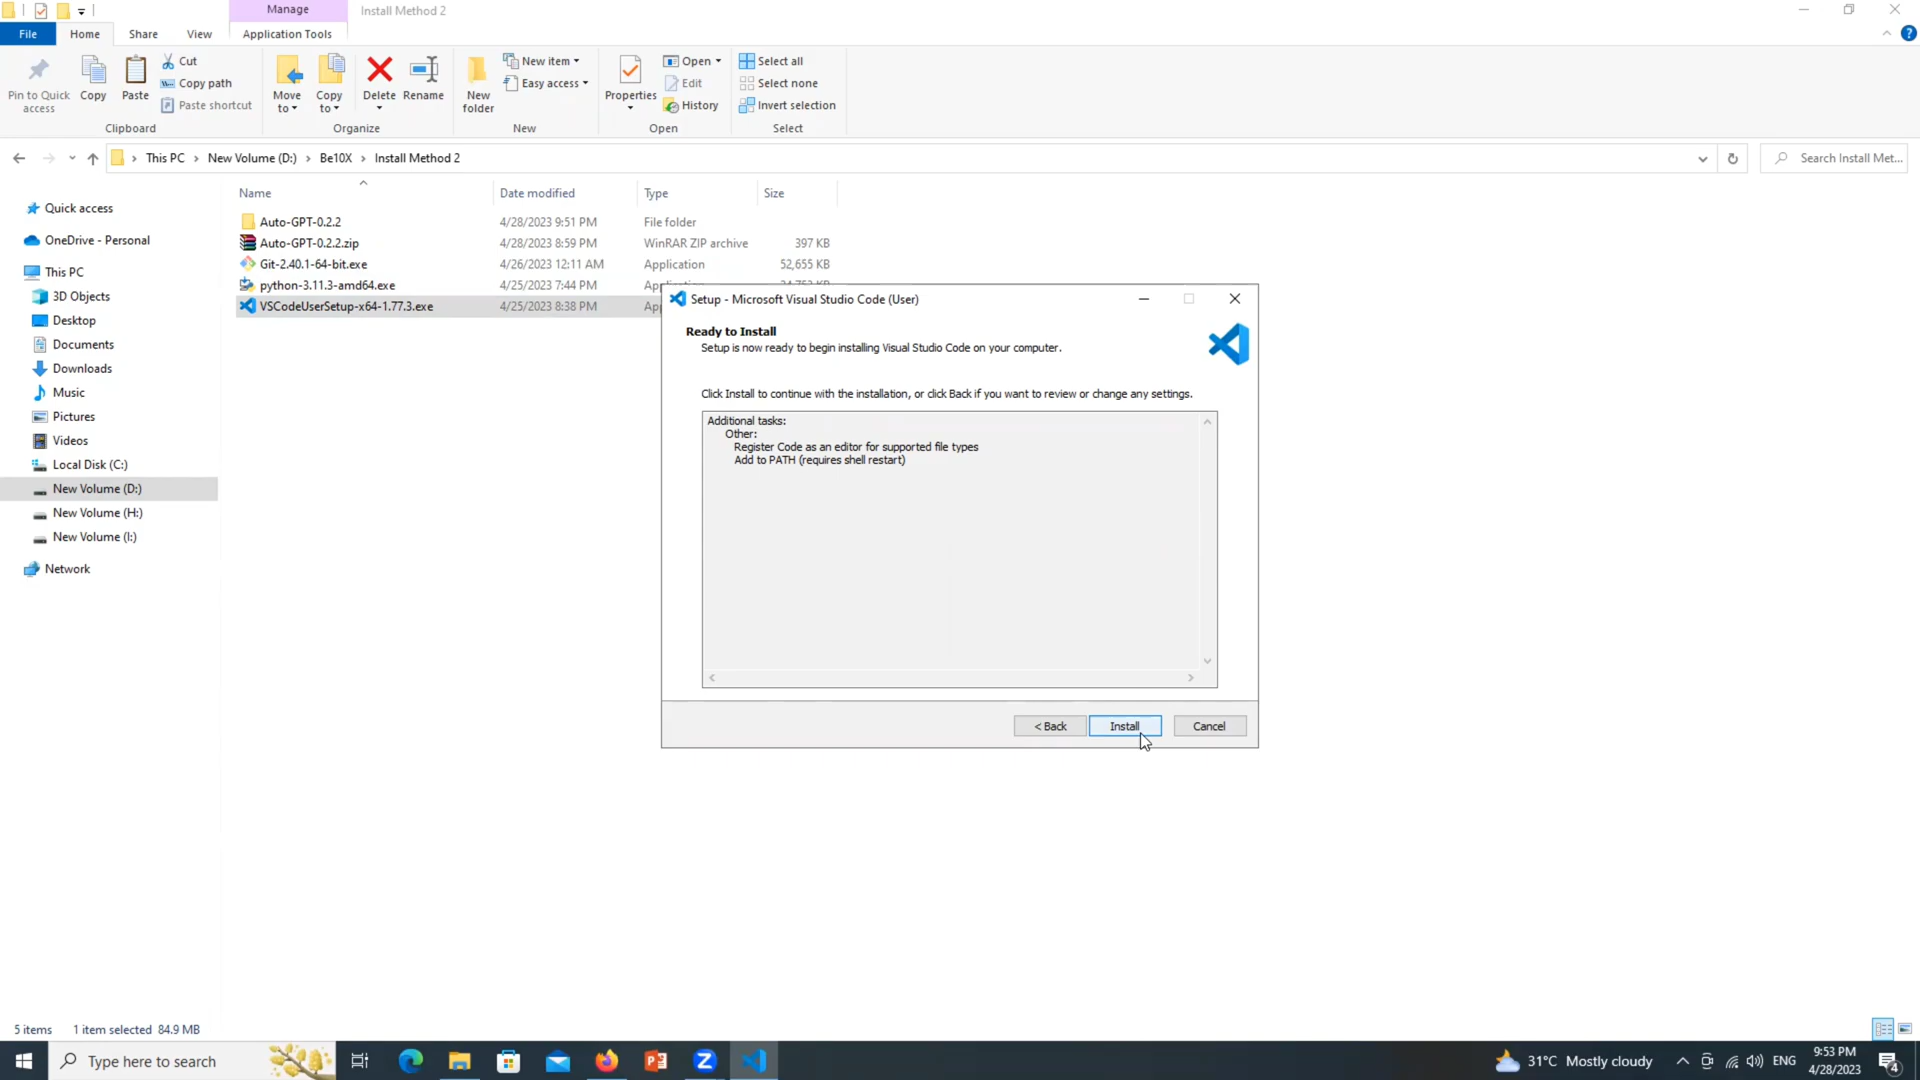 Manage
Install Method 2
File
Home
Share
View
Application Tools
Pin to Quick
access
Copy
Paste
Cut
Copy path
Paste shortcut
Clipboard
Move
to
Copy
to
Delete
Rename
Organize
New
folder
New item
Easy access
New
Properties
Open
Edit
History
Open
Select all
Select none
Invert selection
Select
This PC
New Volume (D:)
Be10X
Install Method 2
Search Install Met...
Name
Date modified
Type
Size
Auto-GPT-0.2.2 4/28/2023 9:51 PM File folder
Auto-GPT-0.2.2.zip 4/28/2023 8:59 PM WinRAR ZIP archive 397 KB
Git-2.40.1-64-bit.exe 4/26/2023 12:11 AM Application 52,655 KB
python-3.11.3-amd64.exe 4/25/2023 7:44 PM
VSCodeUserSetup-x64-1.77.3.exe 4/25/2023 8:38 PM
Quick access
OneDrive - Personal
This PC
3D Objects
Desktop
Documents
Downloads
Music
Pictures
Videos
Local Disk (C:)
New Volume (D:)
New Volume (H:)
New Volume (I:)
Network
Setup - Microsoft Visual Studio Code (User)
Ready to Install
Setup is now ready to begin installing Visual Studio Code on your computer.
Click Install to continue with the installation, or click Back if you want to review or change any settings.
Additional tasks:
Other:
Register Code as an editor for supported file types
Add to PATH (requires shell restart)
< Back
Install
Cancel
5 items
1 item selected 84.9 MB
Type here to search
31°C Mostly cloudy
ENG
9:53 PM
4/28/2023
4